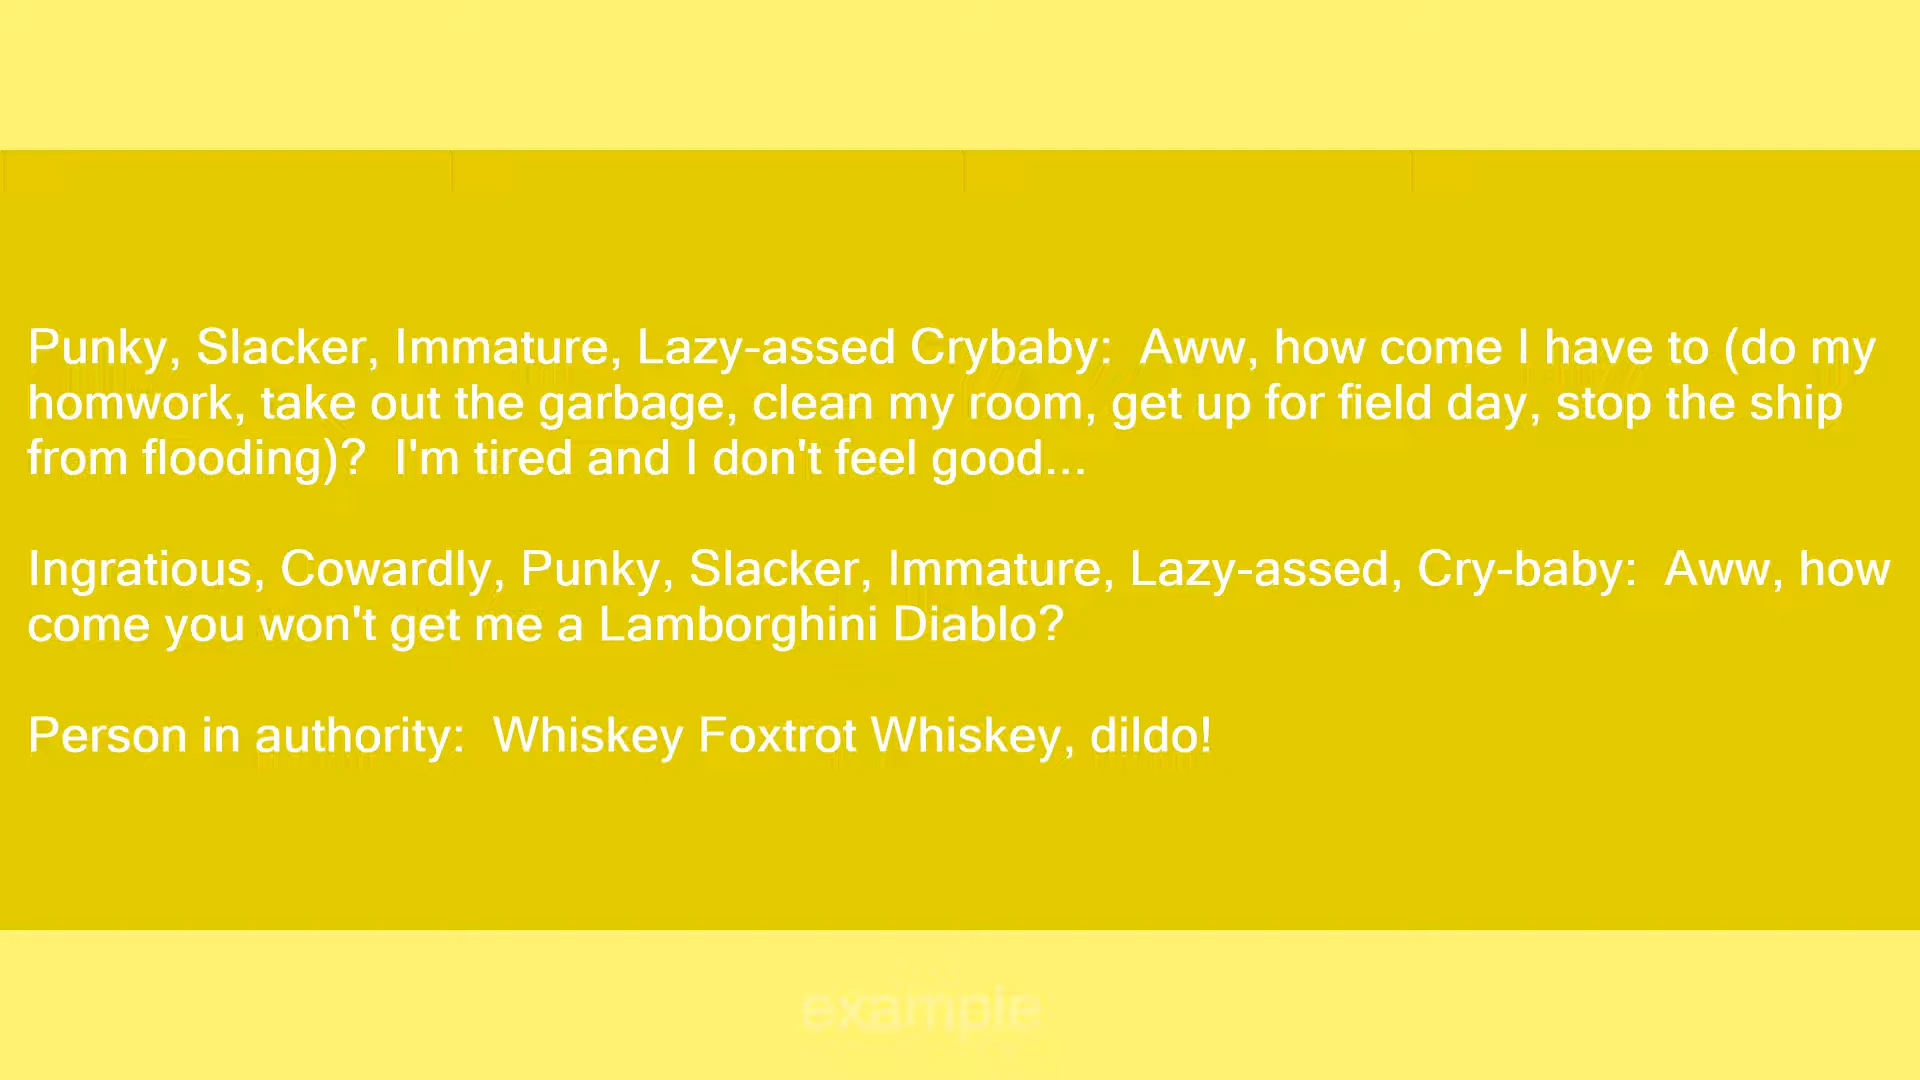 Punky, Slacker, Immature, Lazy-assed Crybaby:  Aww, how come I have to (do my
homwork, take out the garbage, clean my room, get up for field day, stop the ship
from flooding)?  I'm tired and I don't feel good...
Ingratious, Cowardly, Punky, Slacker, Immature, Lazy-assed, Cry-baby:  Aww, how
come you won't get me a Lamborghini Diablo?
Person in authority:  Whiskey Foxtrot Whiskey, dildo!
example